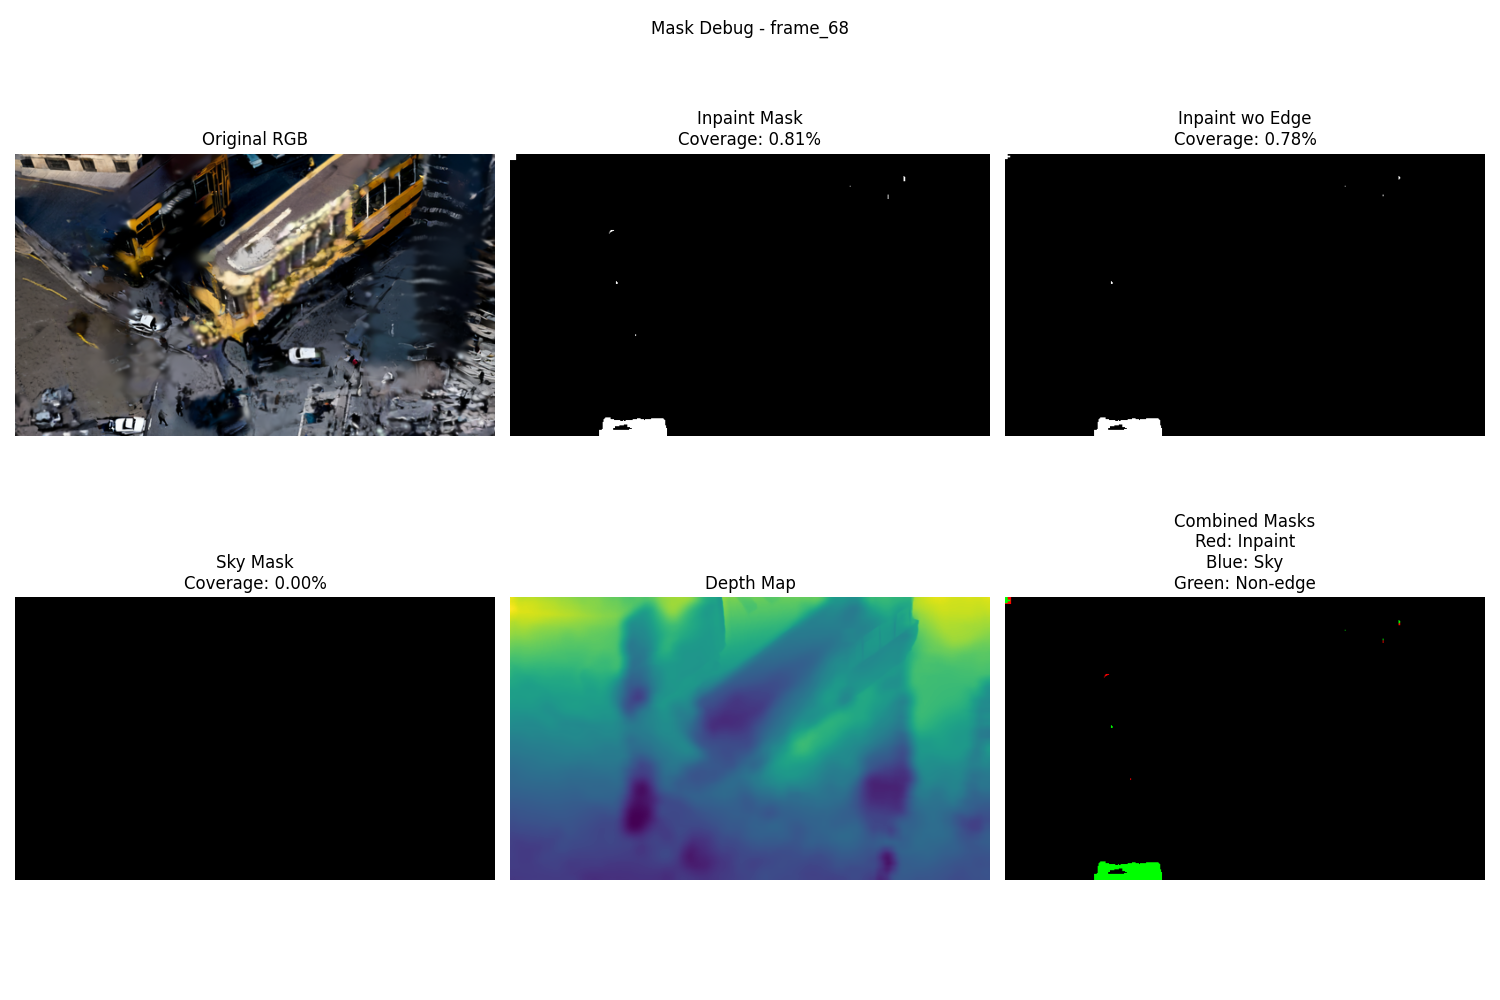 Mask Debug - frame_68
Original RGB
Inpaint Mask
Coverage: 0.81%
Inpaint wo Edge
Coverage: 0.78%
Sky Mask
Coverage: 0.00%
Depth Map
Combined Masks
Red: Inpaint
Blue: Sky
Green: Non-edge